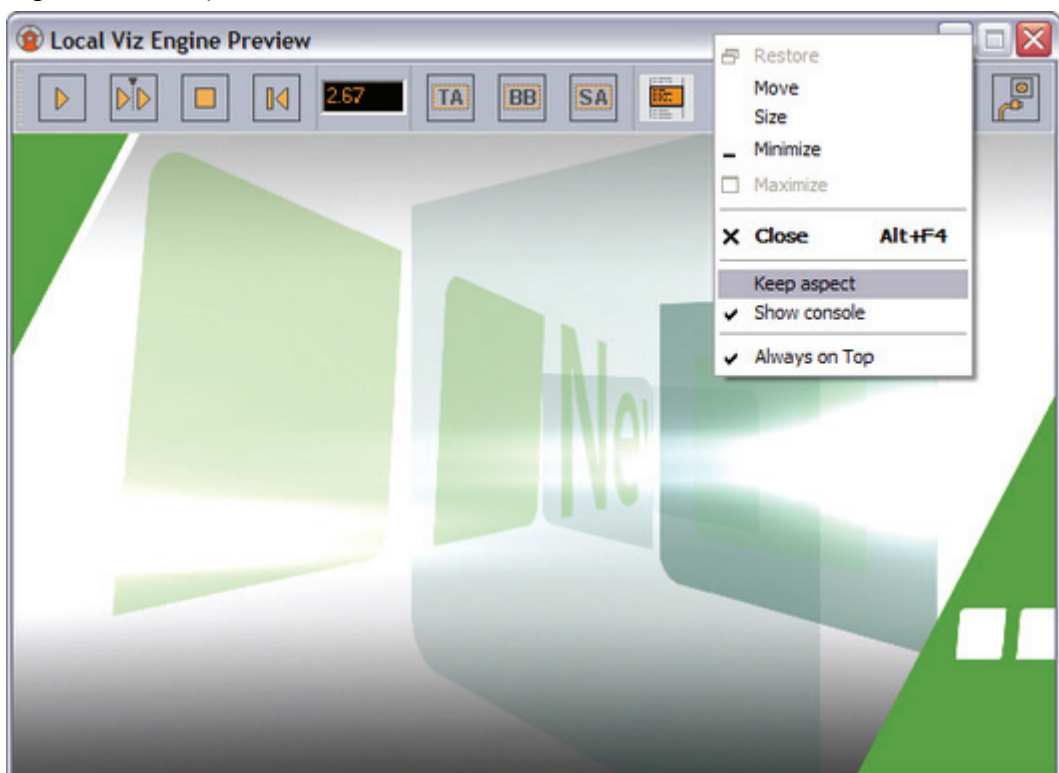 Local Viz Engine Preview
2.67 TA BB SA
Restore
Move
Size
Minimize
Maximize
Close Alt+F4
Keep aspect
Show console
Always on Top